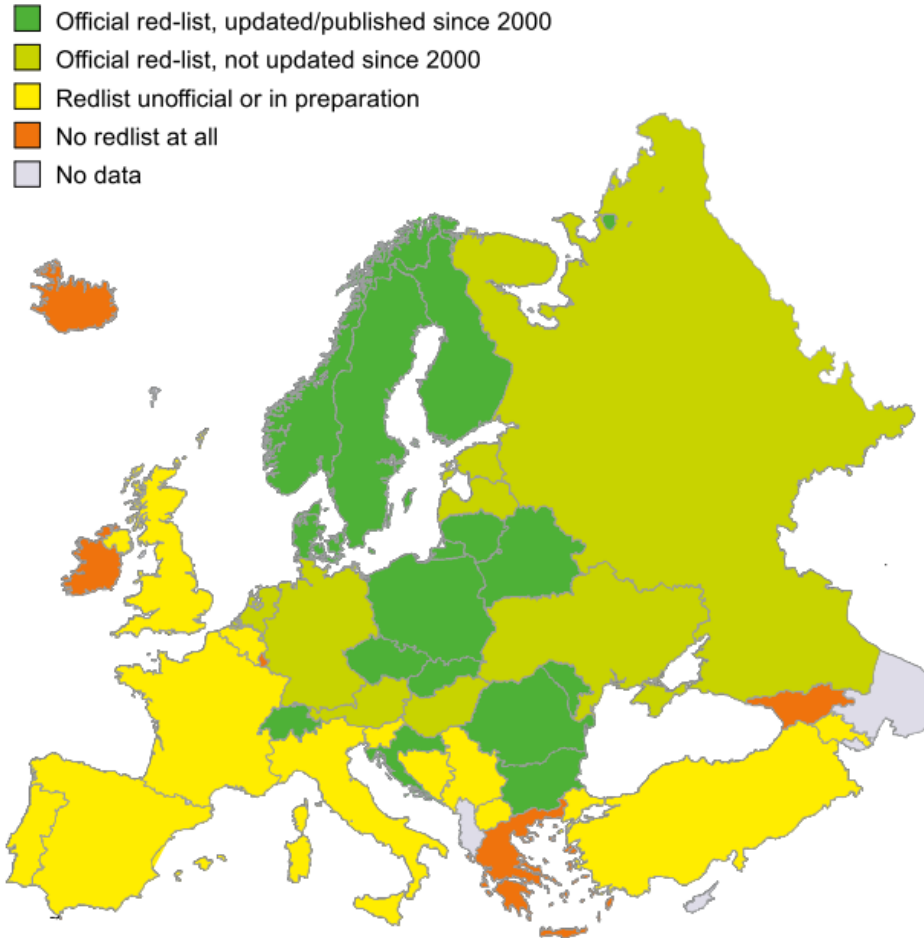 Official red-list, updated/published since 2000
Official red-list, not updated since 2000
Redlist unofficial or in preparation
No redlist at all
No data